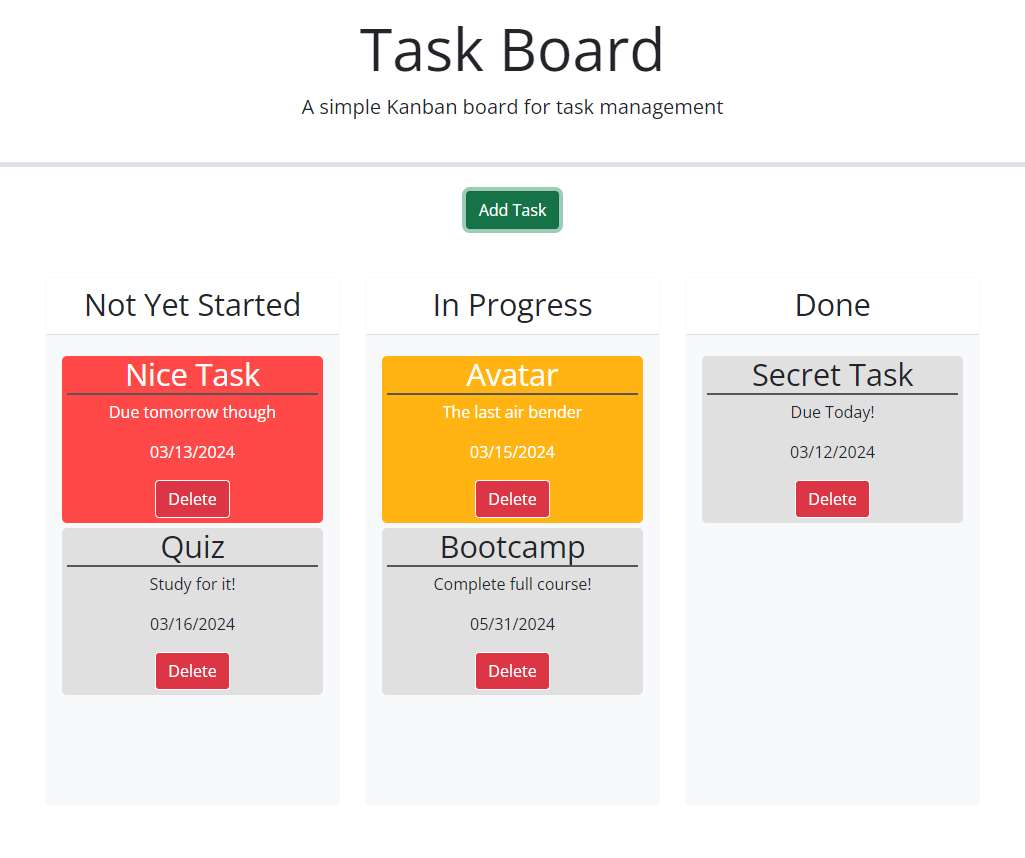 Task Board
A simple Kanban board for task management
Add Task
Not Yet Started
Nice Task
Due tomorrow though
03/13/2024
Delete
Quiz
Study for it!
03/16/2024
Delete
In Progress
Avatar
The last air bender
03/15/2024
Delete
Bootcamp
Complete full course!
05/31/2024
Delete
Done
Secret Task
Due Today!
03/12/2024
Delete